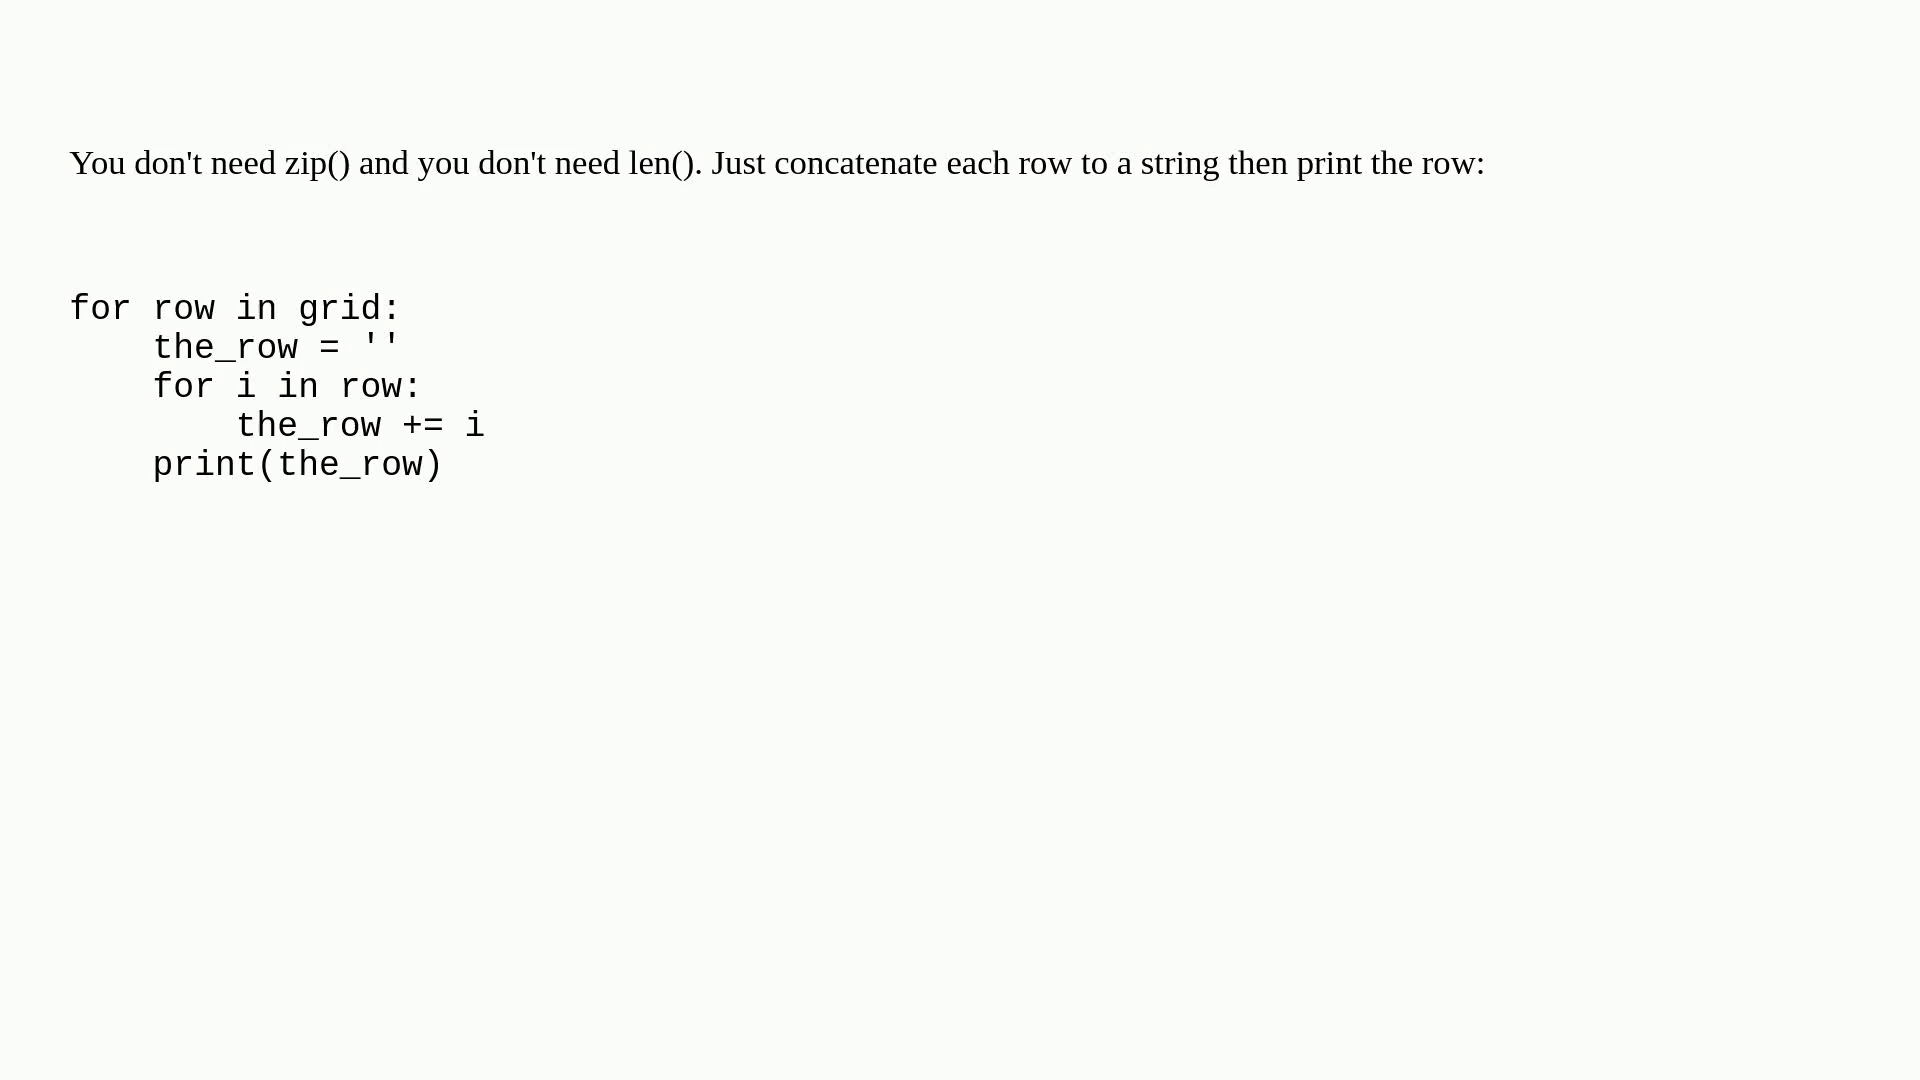 You don't need zip() and you don't need len(). Just concatenate each row to a string then print the row:
for row in grid:
    the_row = ''
    for i in row:
        the_row += i
    print(the_row)